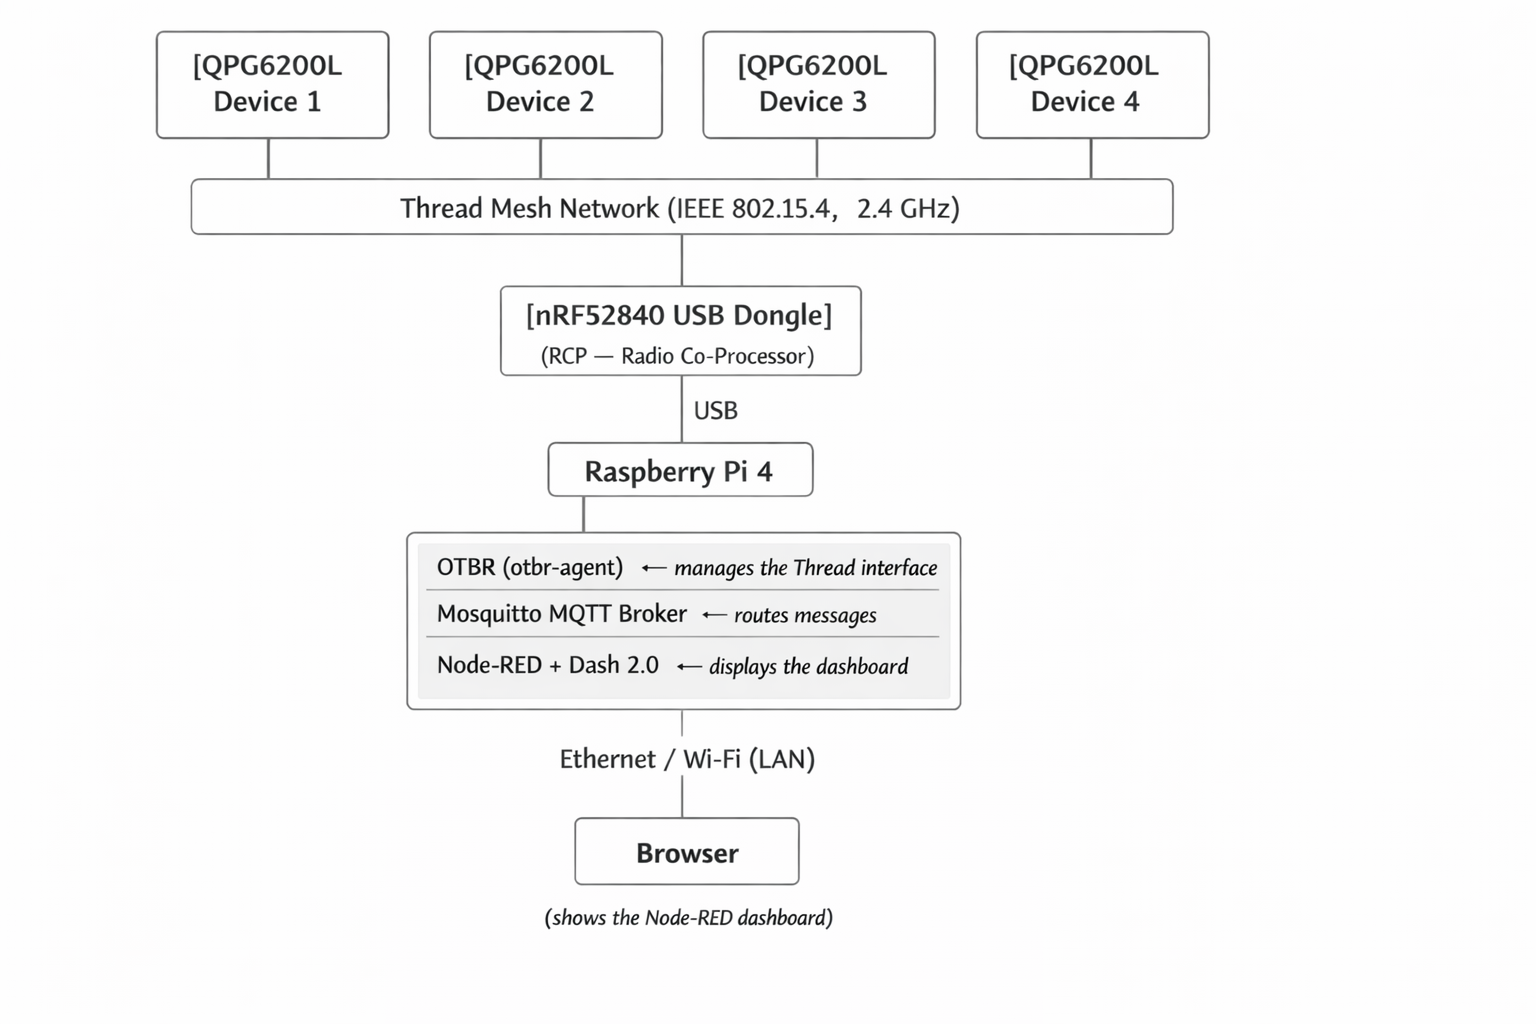 [QPG6200L
Device 1
[QPG6200L
Device 2
[QPG6200L
Device 3
[QPG6200L
Device 4
Thread Mesh Network (IEEE 802.15.4, 2.4 GHz)
[nRF52840 USB Dongle]
(RCP — Radio Co-Processor)
USB
Raspberry Pi 4
OTBR (otbr-agent) ← manages the Thread interface
Mosquitto MQTT Broker ← routes messages
Node-RED + Dash 2.0 ← displays the dashboard
Ethernet / Wi-Fi (LAN)
Browser
(shows the Node-RED dashboard)